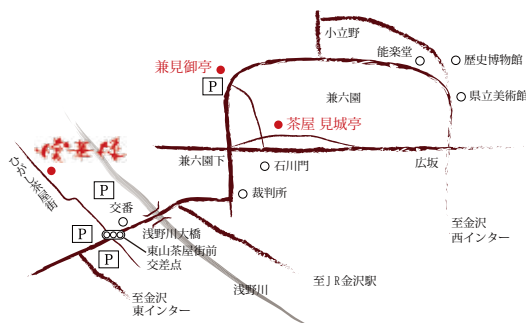 小立野
能楽堂
歴史博物館
兼見御亭
P
県立美術館
兼六園
茶屋 見城亭
兼六園下
広坂
石川門
ひがし茶屋街
P
裁判所
交番
至金沢
西インター
P
浅野川大橋
東山茶屋街前
交差点
P
至JR金沢駅
浅野川
至金沢
東インター